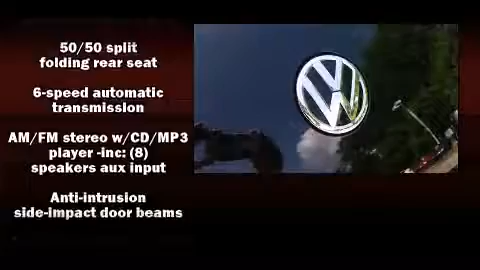 50/50 split
folding rear seat
6-speed automatic
transmission
AM/FM stereo w/CD/MP3
player -inc: (8)
speakers aux input
Anti-intrusion
side-impact door beams